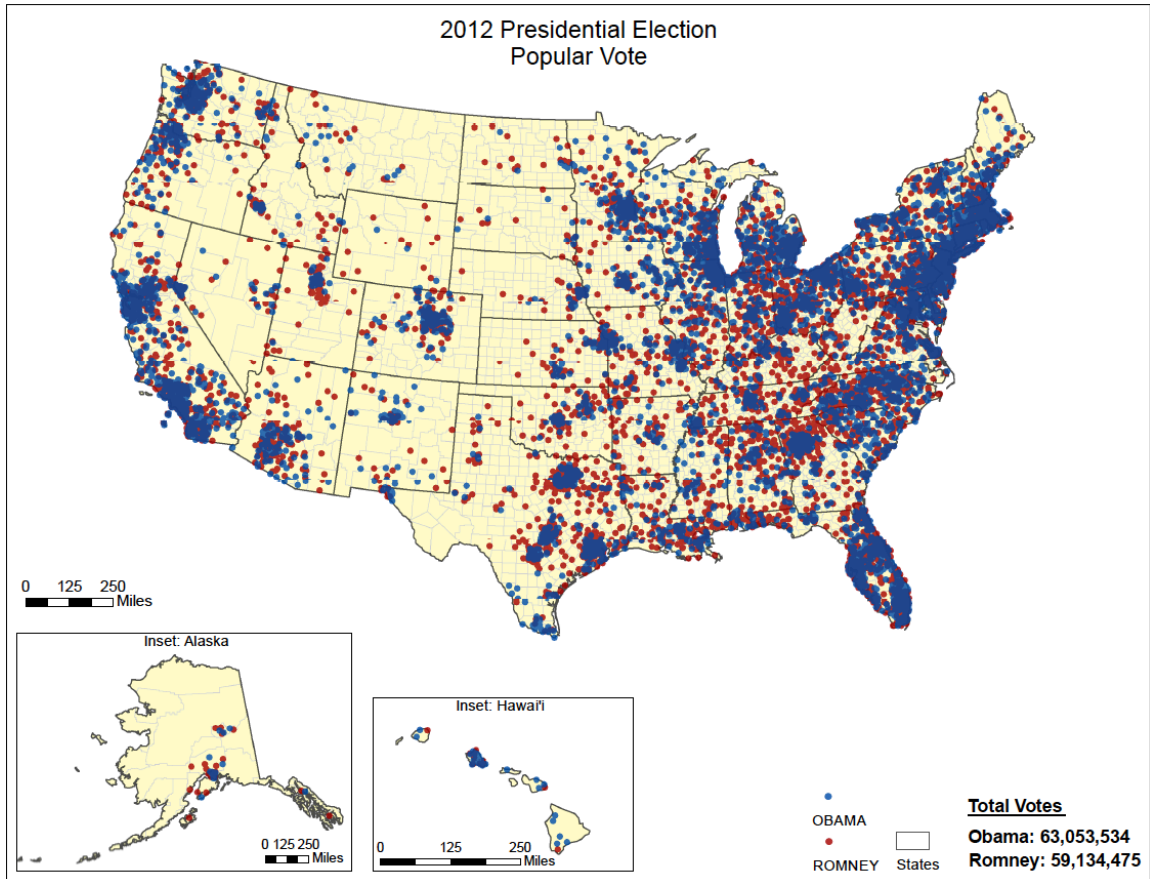 2012 Presidential Election
Popular Vote
0 125 250
Miles
Inset: Alaska
0 125 250
Miles
Inset: Hawai'i
0 125 250
Miles
OBAMA
ROMNEY
States
Total Votes
Obama: 63,053,534
Romney: 59,134,475